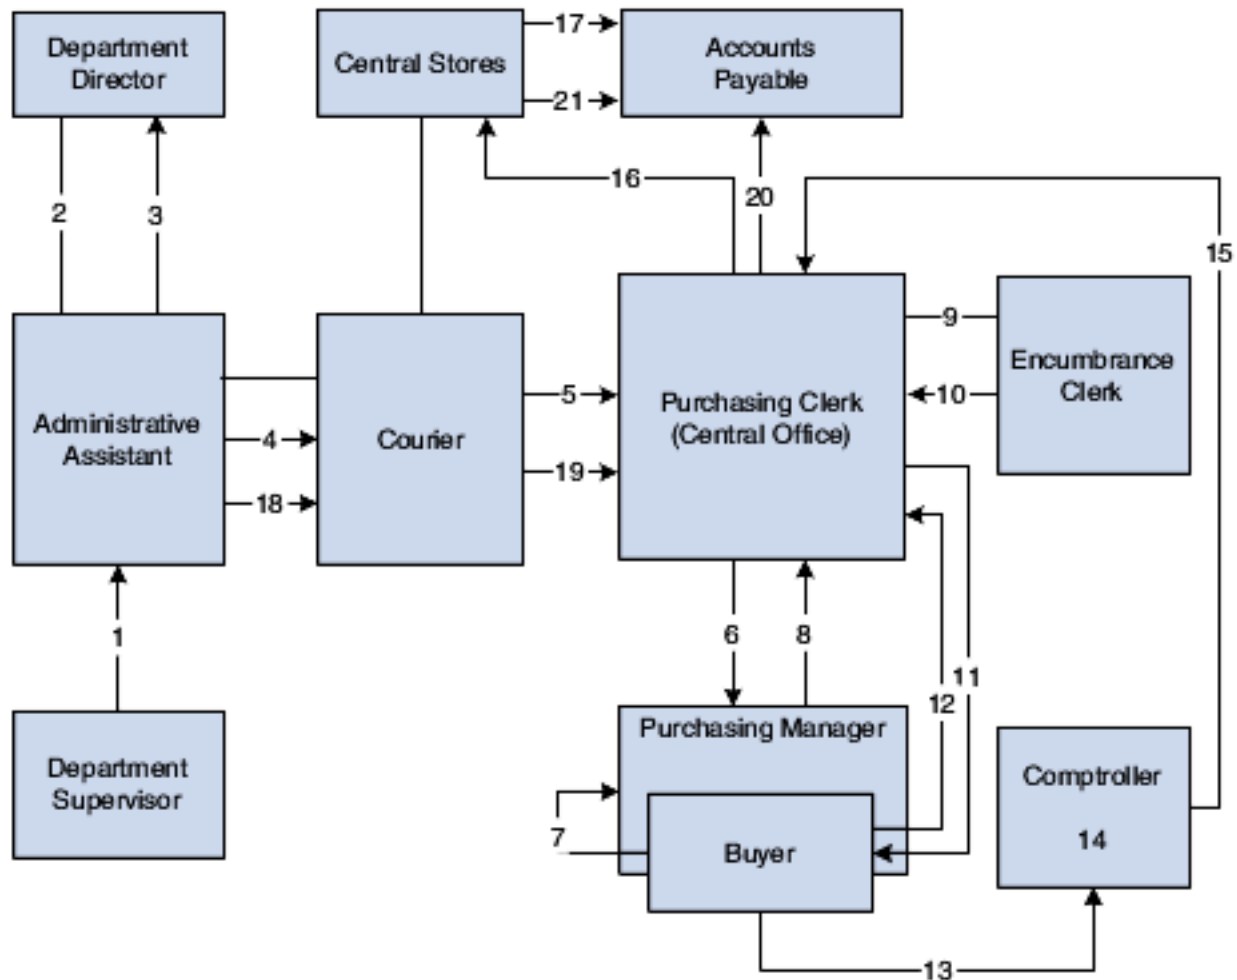 Department
Director
Central Stores
17
21
Accounts
Payable
2
3
16
20
15
Administrative
Assistant
4
18
Courier
5
19
Purchasing Clerk
(Central Office)
9
10
Encumbrance
Clerk
1
6
8
11
12
Department
Supervisor
Purchasing Manager
7
Buyer
Comptroller
14
13